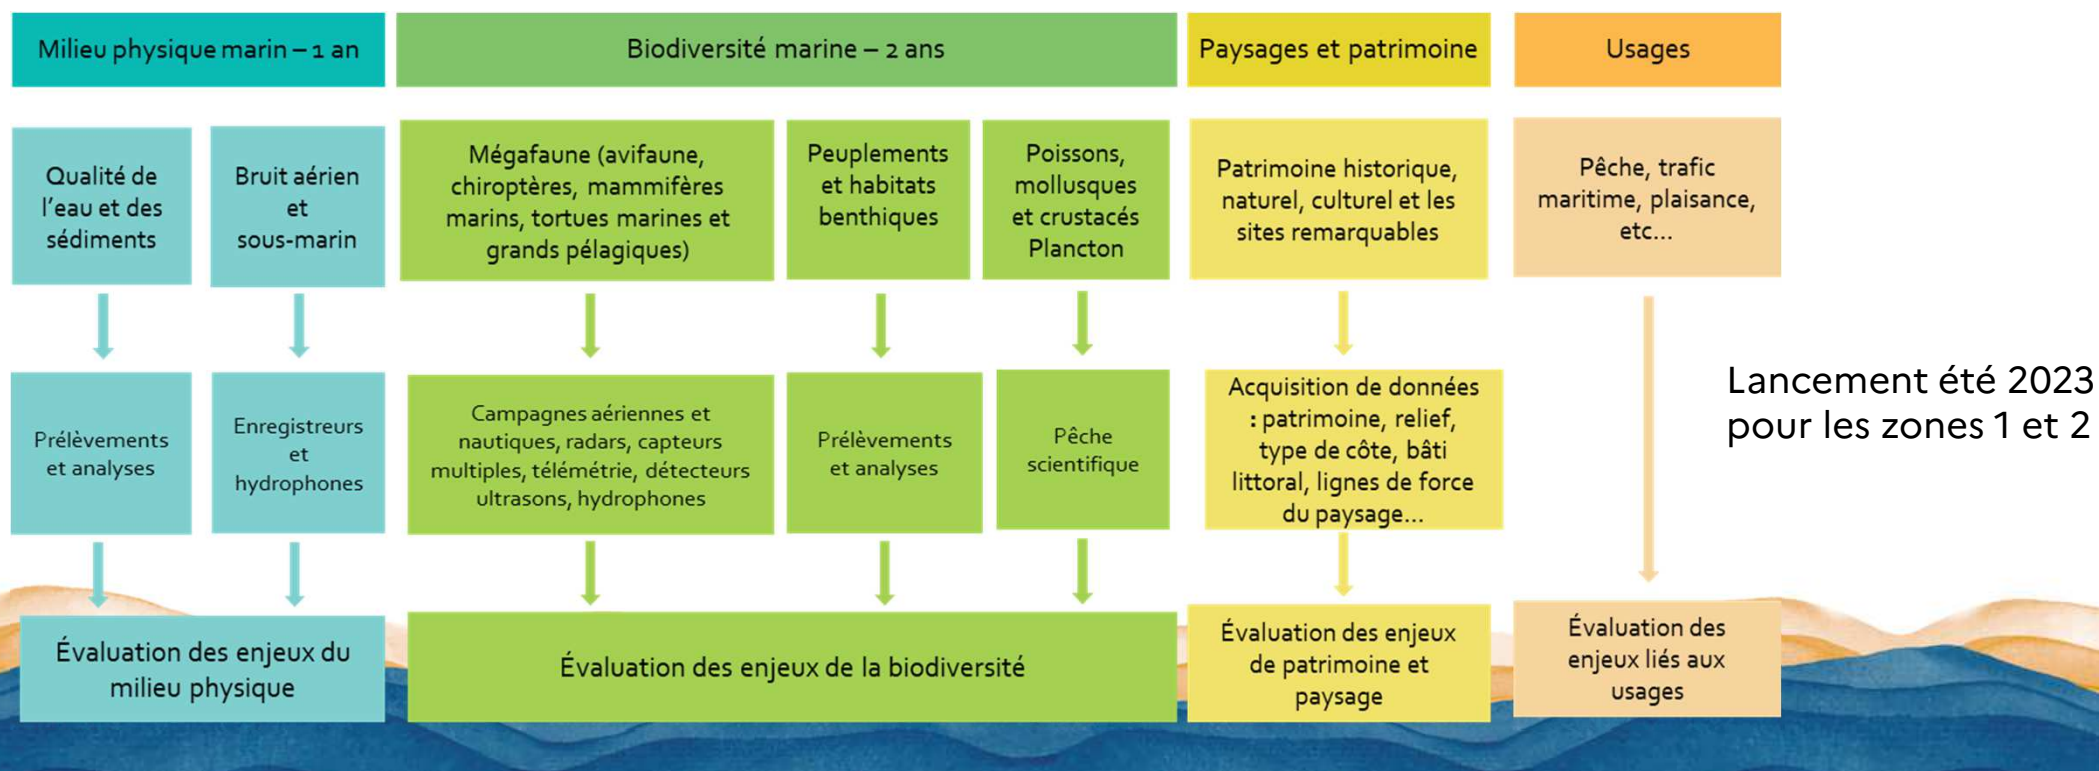 Milieu physique marin – 1 an
Biodiversité marine – 2 ans
Paysages et patrimoine
Usages
Qualité de
l'eau et des
sédiments
Bruit aérien
et
sous-marin
Mégafaune (avifaune,
chiroptères, mammifères
marins, tortues marines et
grands pélagiques)
Peuplements
et habitats
benthiques
Poissons,
mollusques
et crustacés
Plancton
Patrimoine historique,
naturel, culturel et les
sites remarquables
Pêche, trafic
maritime, plaisance,
etc...
Prélèvements
et analyses
Enregistreurs
et
hydrophones
Campagnes aériennes et
nautiques, radars, capteurs
multiples, télémétrie, détecteurs
ultrasons, hydrophones
Prélèvements
et analyses
Pêche
scientifique
Acquisition de données
: patrimoine, relief,
type de côte, bâti
littoral, lignes de force
du paysage...
Lancement été 2023
pour les zones 1 et 2
Évaluation des enjeux du
milieu physique
Évaluation des enjeux de la biodiversité
Évaluation des enjeux
de patrimoine et
paysage
Évaluation des
enjeux liés aux
usages